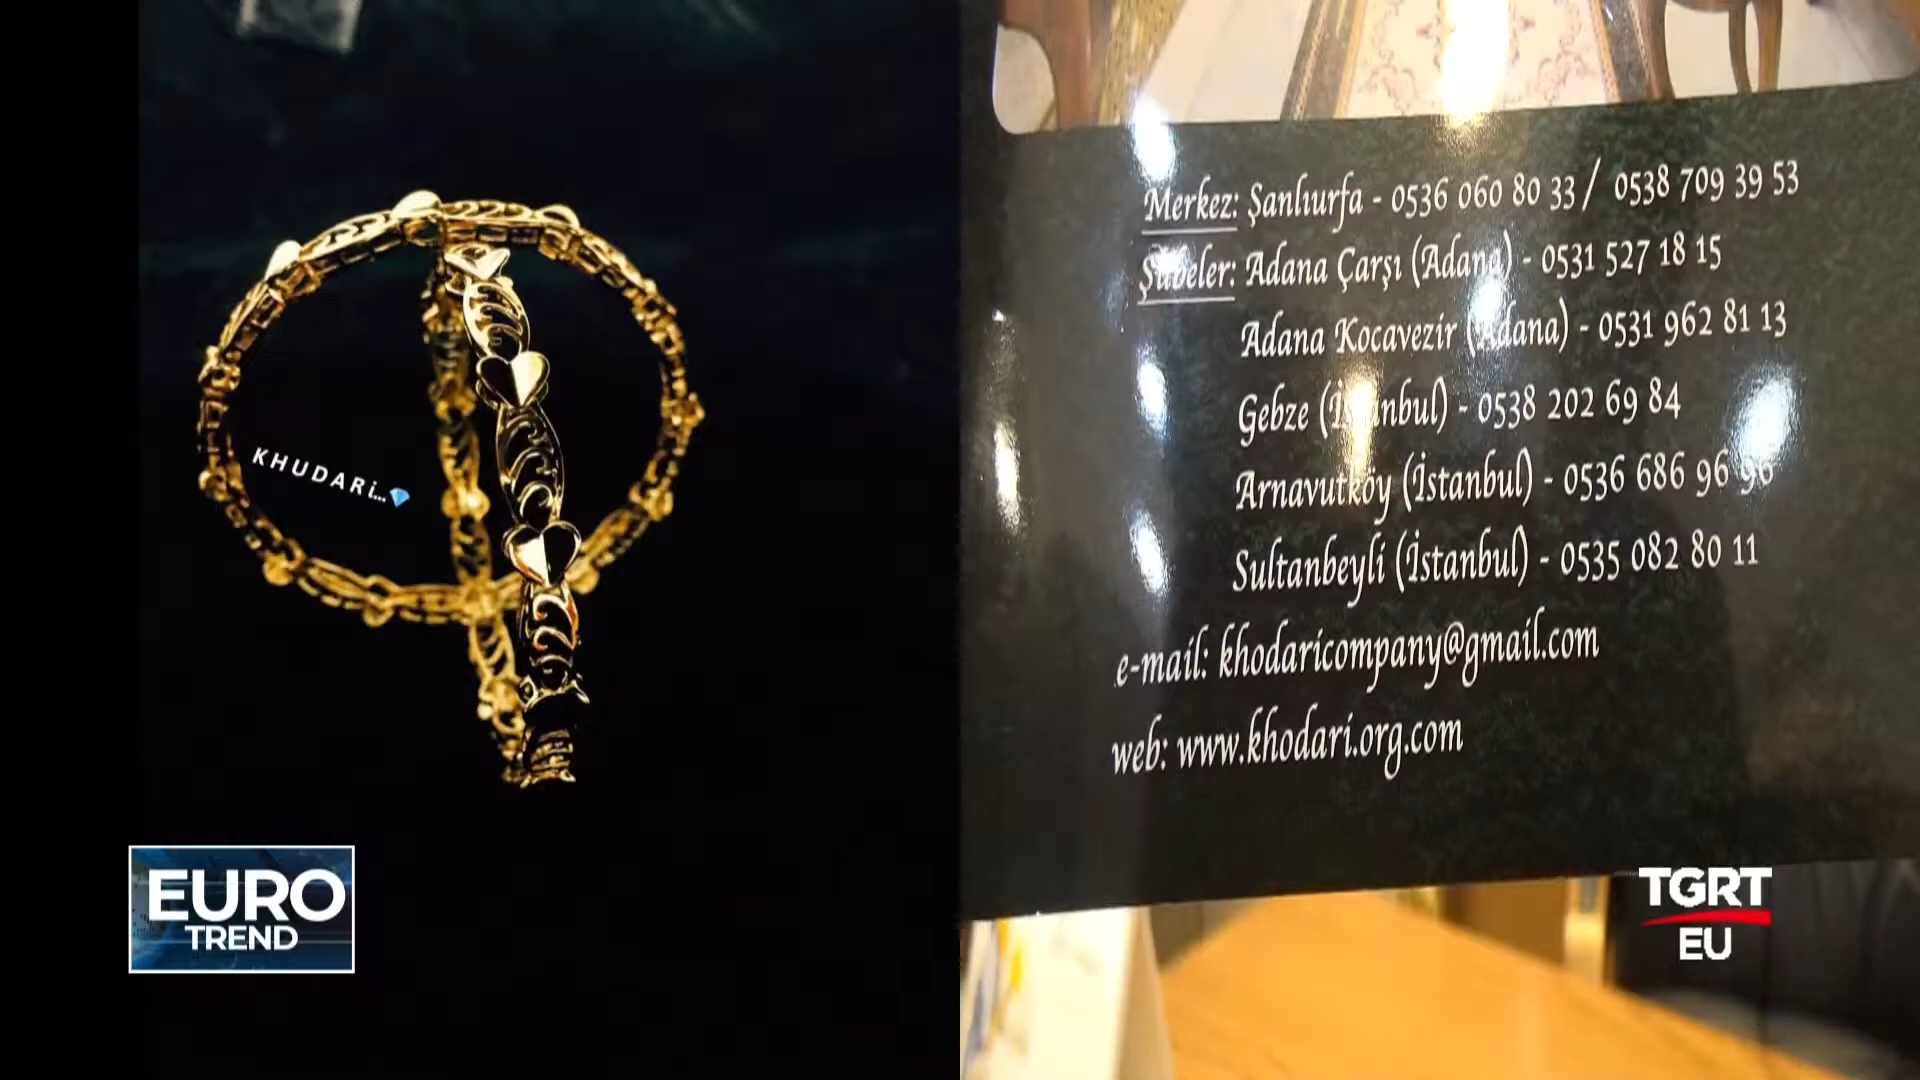 KHUDARi...
Merkez: Şanlıurfa - 0536 060 80 33 / 0538 709 39 53
Şubeler: Adana Çarşı (Adana) - 0531 527 18 15
Adana Kocavezir (Adana) - 0531 962 81 13
Gebze (İstanbul) - 0538 202 69 84
Arnavutköy (İstanbul) - 0536 686 96 96
Sultanbeyli (İstanbul) - 0535 082 80 11
e-mail: khodaricompany@gmail.com
web: www.khodari.org.com
EURO
TREND
TGRT
EU